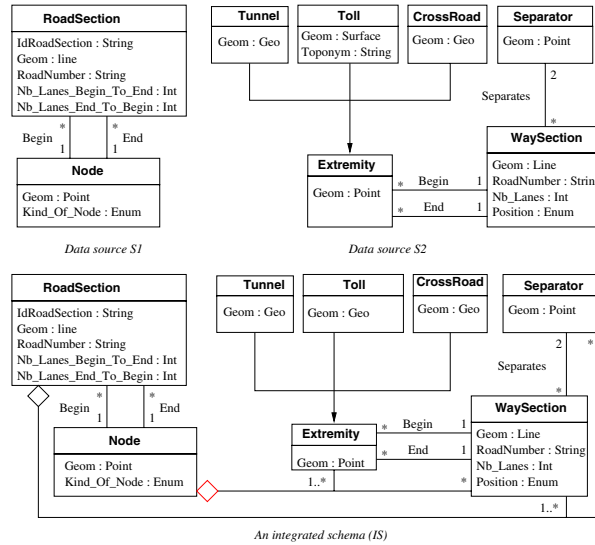 RoadSection
IdRoadSection : String
Geom : line
RoadNumber : String
Nb_Lanes_Begin_To_End : Int
Nb_Lanes_End_To_Begin : Int
* *
Begin End
1 1
Node
Geom : Point
Kind_Of_Node : Enum
Data source S1
Tunnel
Geom : Geo
Toll
Geom : Surface
Toponym : String
CrossRoad
Geom : Geo
Separator
Geom : Point
2
Separates
*
WaySection
Geom : Line
RoadNumber : Strin
Nb_Lanes : Int
Position : Enum
Extremity
Geom : Point
* Begin 1
* End 1
Data source S2
RoadSection
IdRoadSection : String
Geom : line
RoadNumber : String
Nb_Lanes_Begin_To_End : Int
Nb_Lanes_End_To_Begin : Int
* *
Begin End
1 1
Node
Geom : Point
Kind_Of_Node : Enum
Tunnel
Geom : Geo
Toll
Geom : Geo
CrossRoad
Geom : Geo
Separator
Geom : Point
2 *
Separates
*
WaySection
Geom : Line
RoadNumber : String
Nb_Lanes : Int
Position : Enum
Extremity
Geom : Point
* Begin 1
* End 1
1..* *
1..*
An integrated schema (IS)